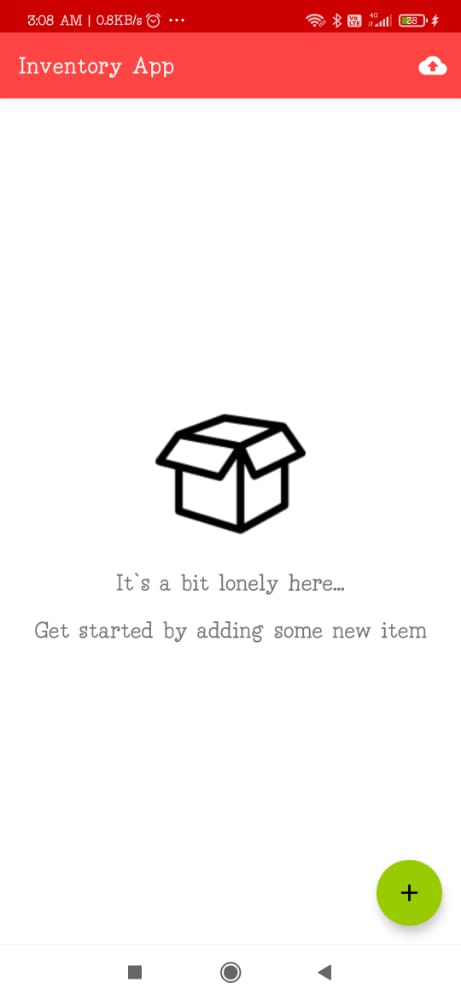 3:08 AM | 0.8KB/s ...
Vo LTE 4G 38
Inventory App
It`s a bit lonely here...
Get started by adding some new item
+